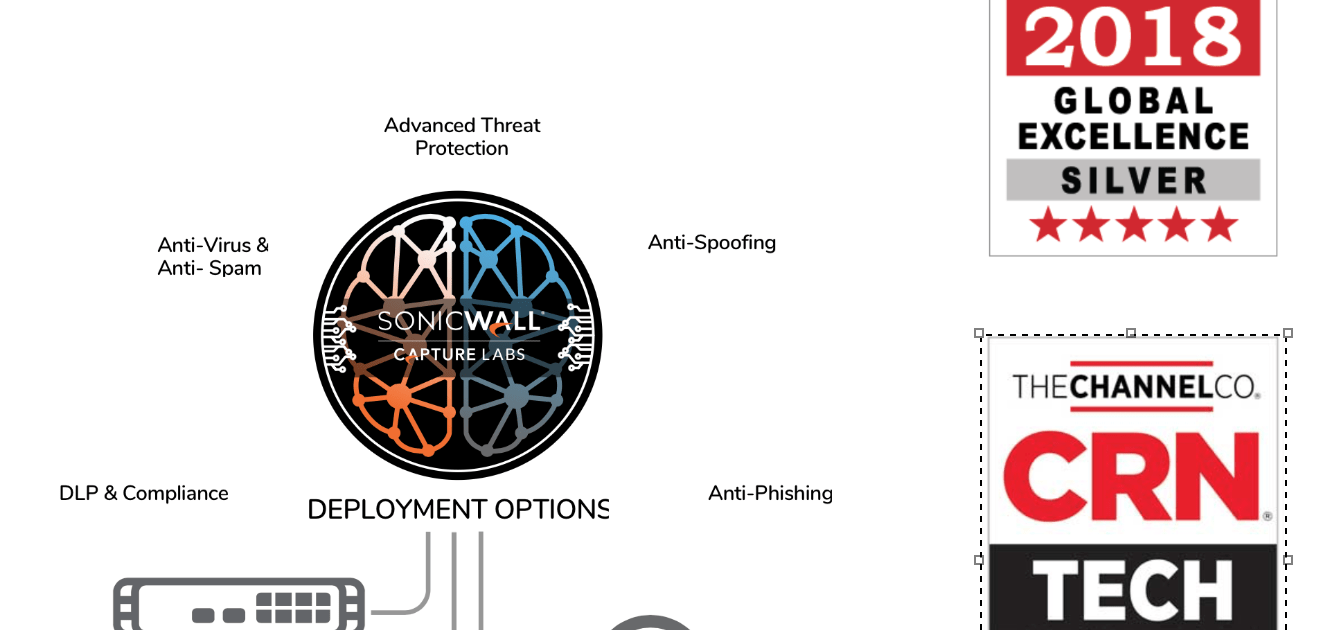 2018
GLOBAL
EXCELLENCE
SILVER
Advanced Threat
Protection
Anti-Virus &
Anti- Spam
Anti-Spoofing
SONICWALL
CAPTURE LABS
THECHANNELCO.
CRN®
TECH
DLP & Compliance
Anti-Phishing
DEPLOYMENT OPTIONS